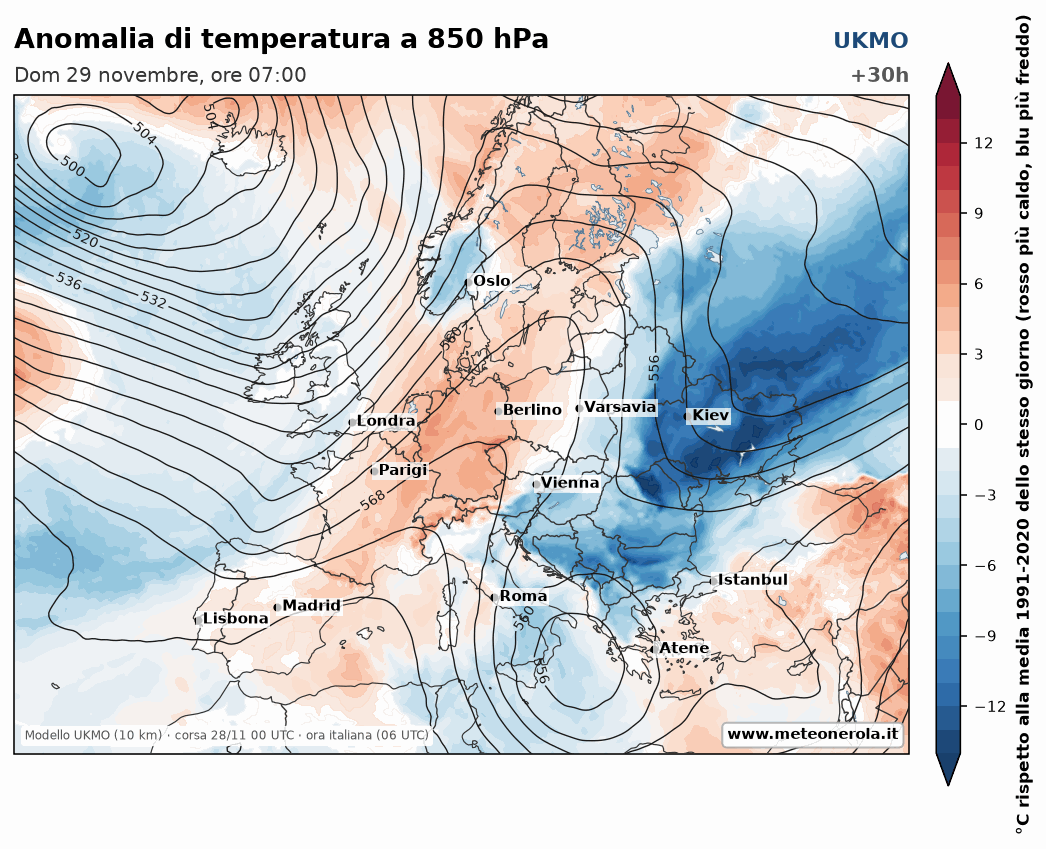 Anomalia di temperatura a 850 hPa
UKMO
Dom 29 novembre, ore 07:00
+30h
504
504
500
520
536
532
560
556
568
560
556
Oslo
Berlino
Varsavia
Kiev
Londra
Parigi
Vienna
Istanbul
Roma
Madrid
Lisbona
Atene
Modello UKMO (10 km) · corsa 28/11 00 UTC · ora italiana (06 UTC)
www.meteonerola.it
12
9
6
3
0
−3
−6
−9
−12
°C rispetto alla media 1991-2020 dello stesso giorno (rosso più caldo, blu più freddo)